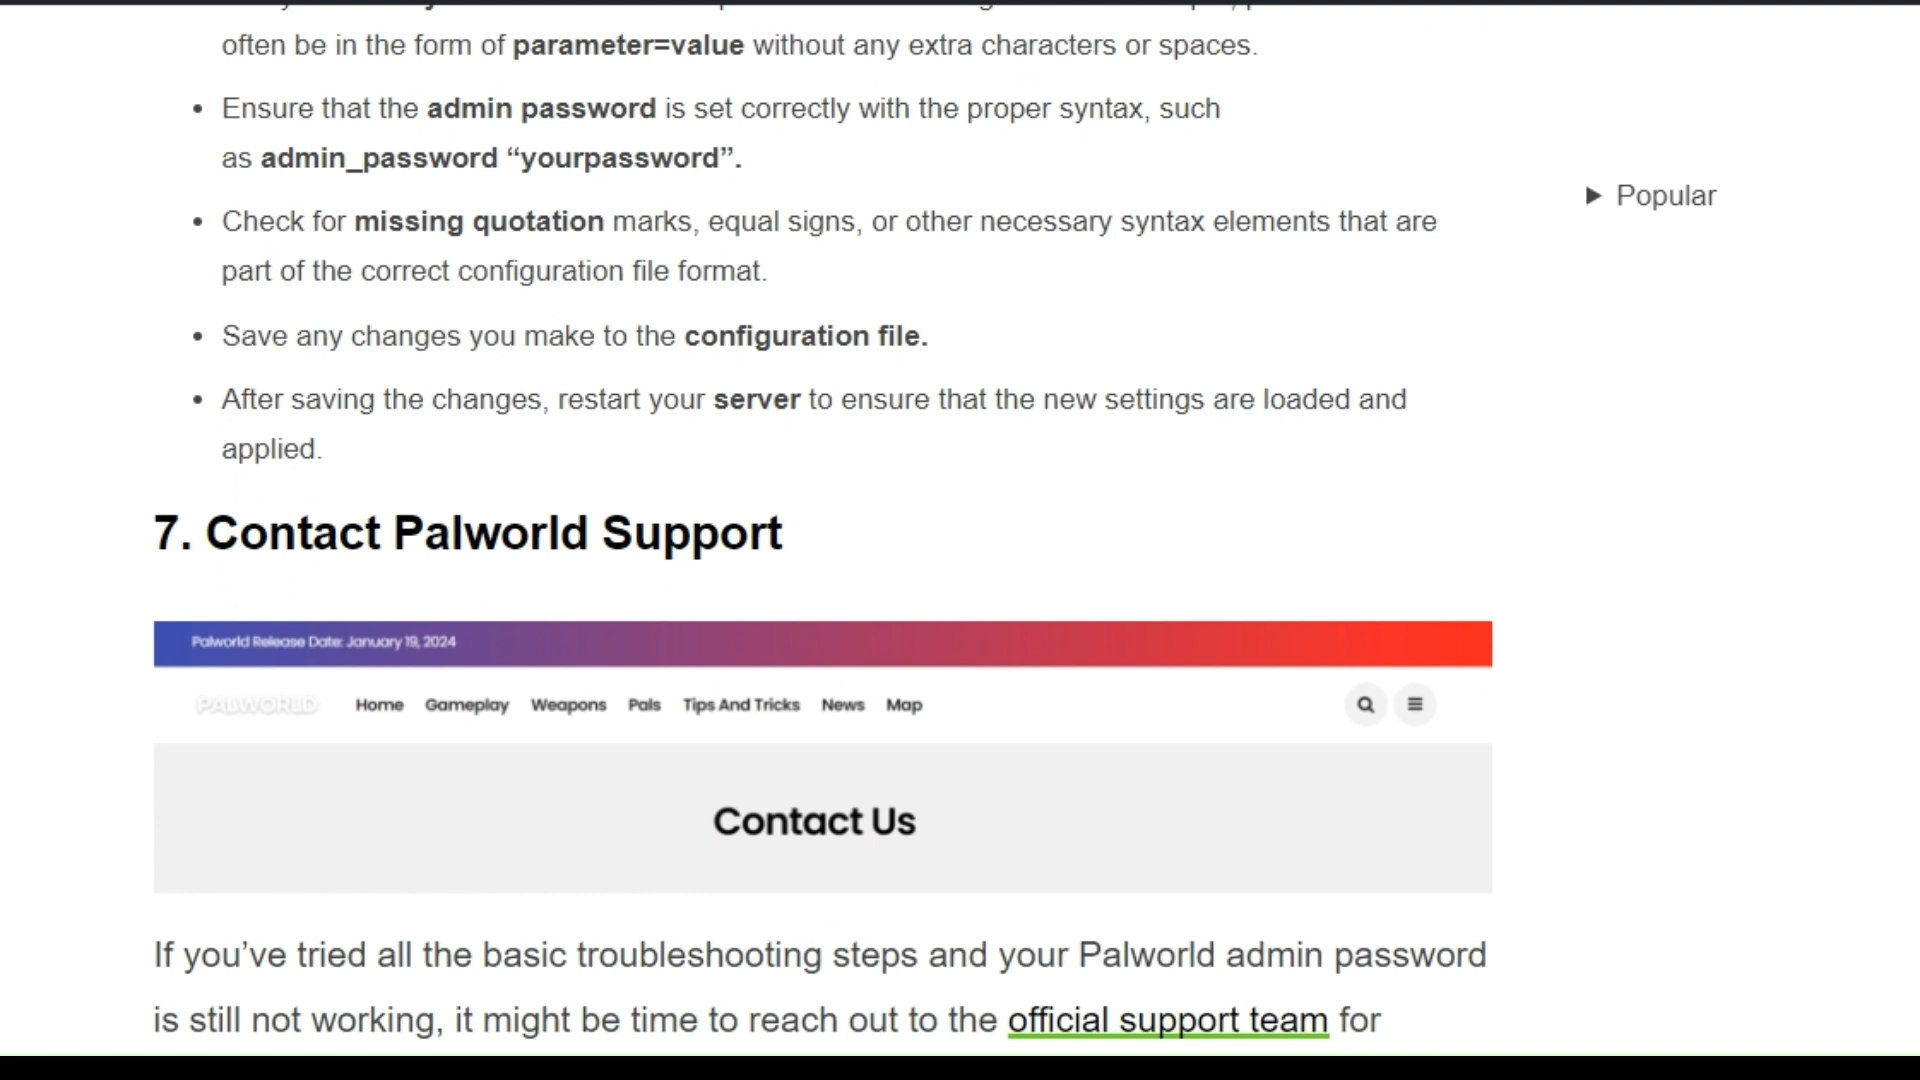 often be in the form of parameter=value without any extra characters or spaces.
• Ensure that the admin password is set correctly with the proper syntax, such
as admin_password “yourpassword”.
Popular
• Check for missing quotation marks, equal signs, or other necessary syntax elements that are
part of the correct configuration file format.
• Save any changes you make to the configuration file.
• After saving the changes, restart your server to ensure that the new settings are loaded and
applied.
7. Contact Palworld Support
Palworld Release Date: January 19, 2024
PALWORLD Home Gameplay Weapons Pals Tips And Tricks News Map
Contact Us
If you’ve tried all the basic troubleshooting steps and your Palworld admin password
is still not working, it might be time to reach out to the official support team for